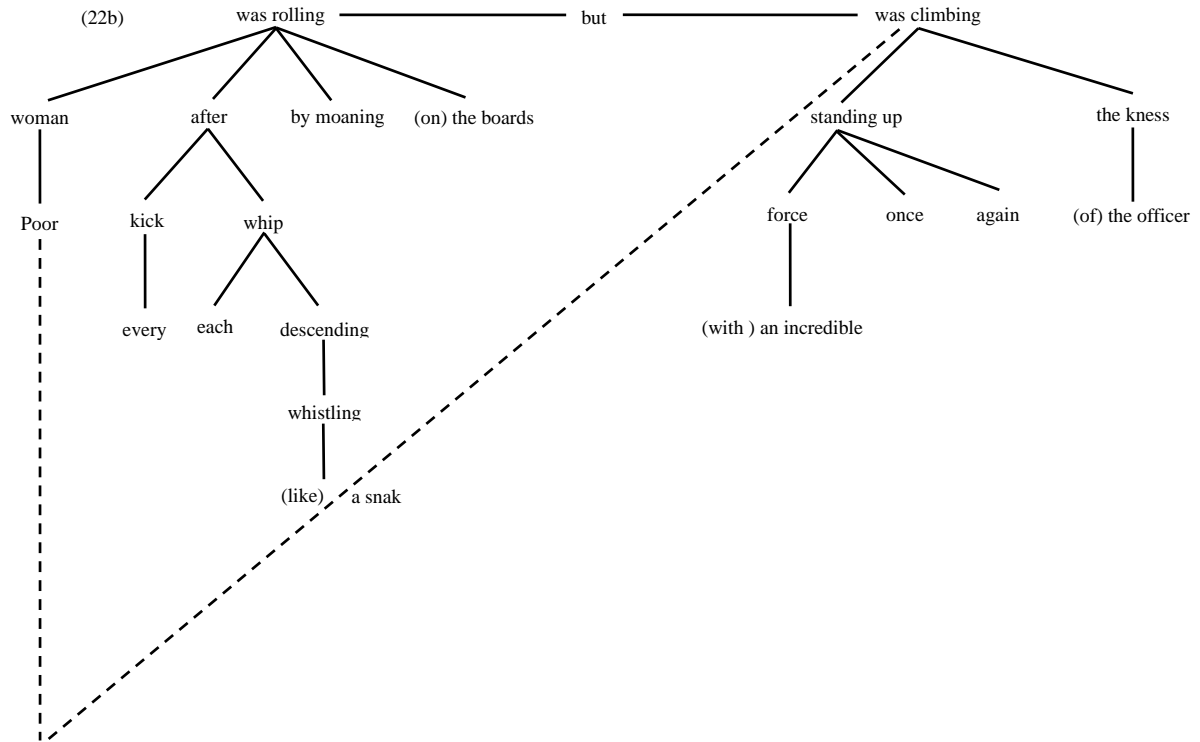 (22b) was rolling but was climbing
woman after by moaning (on) the boards standing up the kness
Poor kick whip force once again (of) the officer
every each descending (with ) an incredible
whistling
(like) a snak